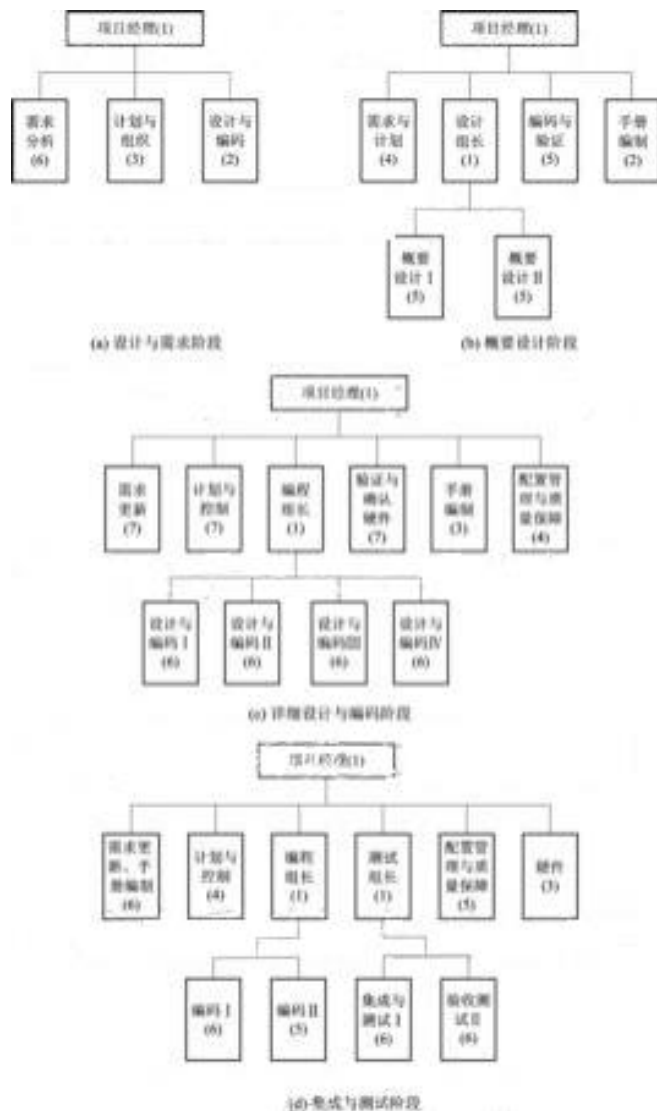 项目经理(1)
需求
分析
(6)
计划与
组织
(3)
设计与
编码
(2)
(a) 设计与需求阶段
项目经理(1)
需求与
计划
(4)
设计
组长
(1)
编码与
验证
(5)
手册
编制
(2)
概要
设计Ⅰ
(5)
概要
设计Ⅱ
(5)
(b) 概要设计阶段
项目经理(1)
需求
更新
(7)
计划与
控制
(7)
编程
组长
(1)
验证与
确认
硬件
(7)
手册
编制
(3)
配置管
理与质
量保障
(4)
设计与
编码Ⅰ
(6)
设计与
编码Ⅱ
(6)
设计与
编码Ⅲ
(6)
设计与
编码Ⅳ
(6)
(c) 详细设计与编码阶段
项目经理(1)
需求更
新、手
册编制
(6)
计划与
控制
(4)
编程
组长
(1)
测试
组长
(1)
配置管
理与质
量保障
(5)
硬件
(3)
编码Ⅰ
(6)
编码Ⅱ
(5)
集成与
测试Ⅰ
(6)
验收测
试Ⅱ
(6)
(d) 集成与测试阶段